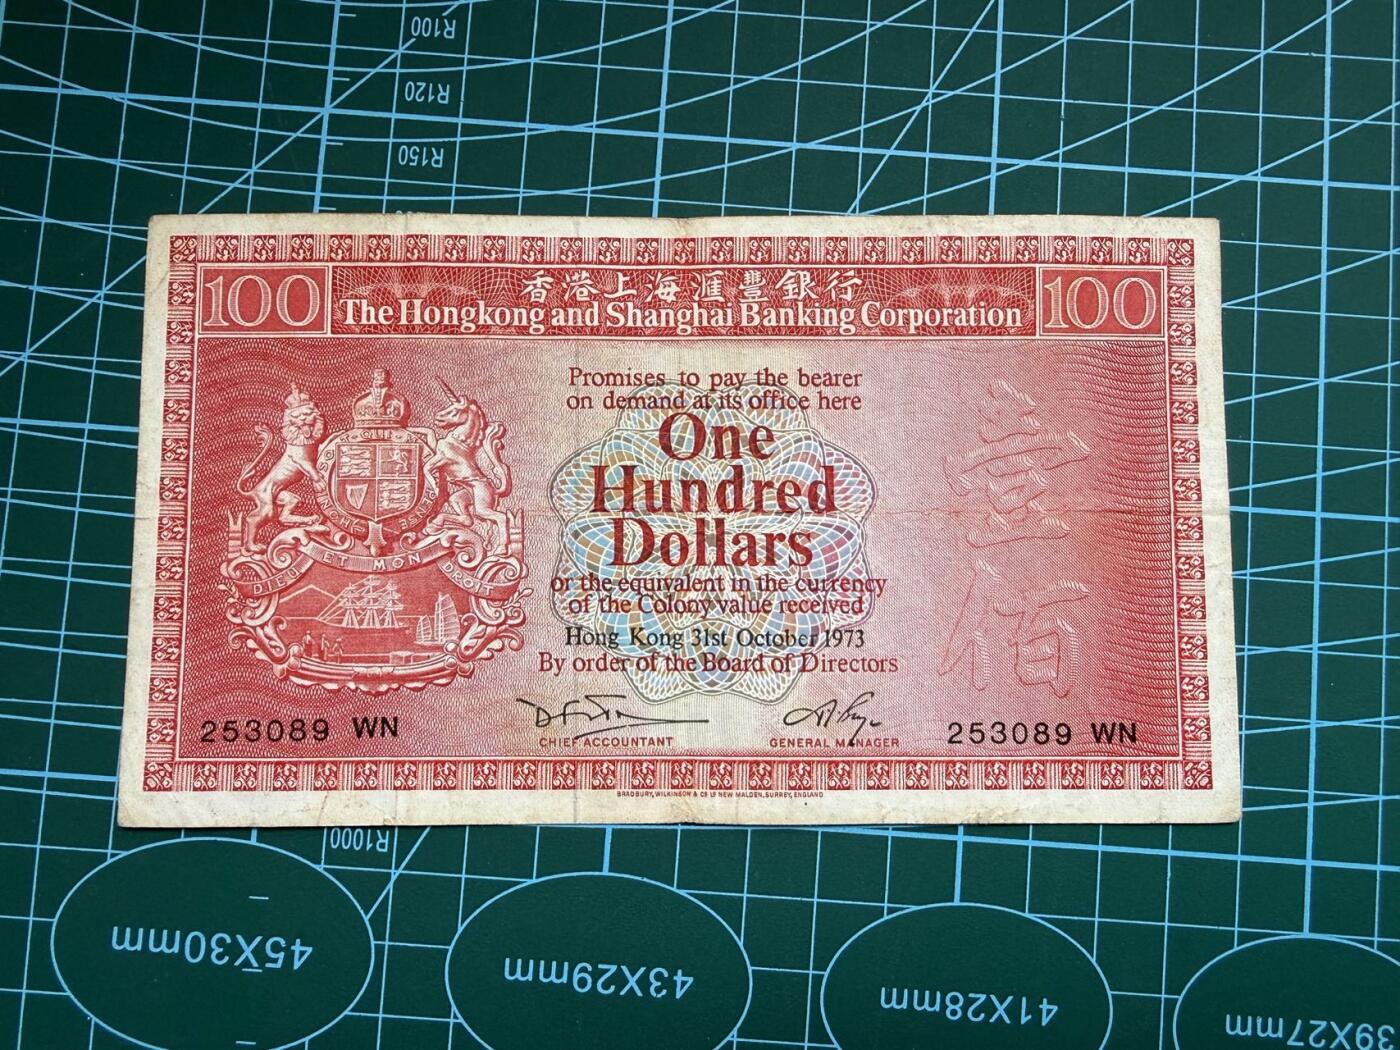 R100
R120
R150
100 香港上海滙豐銀行 100
The Hongkong and Shanghai Banking Corporation
Promises to pay the bearer
on demand at its office here
One
Hundred
Dollars
or the equivalent in the currency
of the Colony value received
Hong Kong 31st October 1973
By order of the Board of Directors
壹佰
DIEU ET MON DROIT
253089 WN
CHIEF ACCOUNTANT
GENERAL MANAGER
253089 WN
BRADBURY, WILKINSON & Co Ld NEW MALDEN, SURREY, ENGLAND
R1000
45X30mm
43X29mm
41X28mm
39X27mm